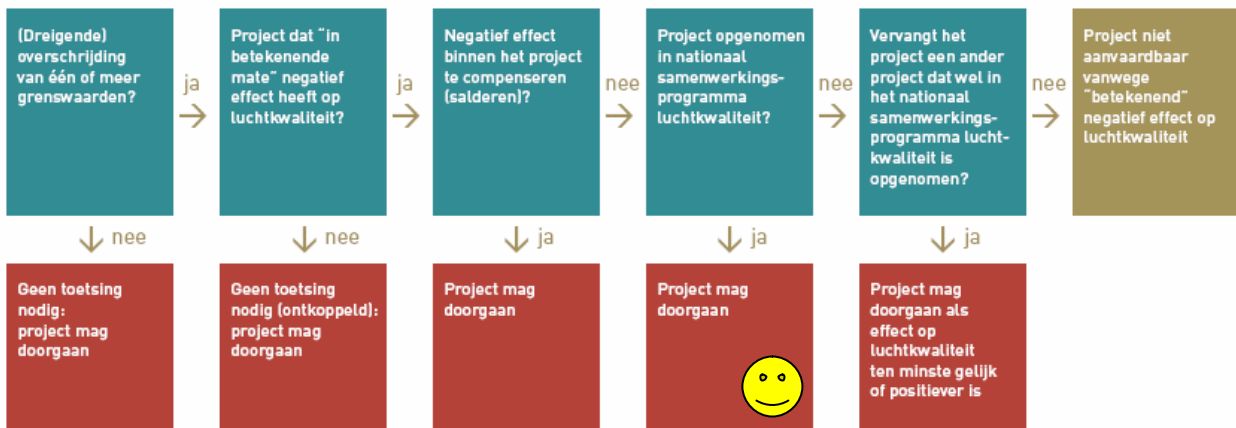 (Dreigende)
overschrijding
van één of meer
grenswaarden?
ja
Project dat “in
betekenende
mate” negatief
effect heeft op
luchtkwaliteit?
ja
Negatief effect
binnen het project
te compenseren
(salderen)?
nee
Project opgenomen
in nationaal
samenwerkings-
programma
luchtkwaliteit?
nee
Vervangt het
project een ander
project dat wel in
het nationaal
samenwerkings-
programma lucht-
kwaliteit is
opgenomen?
nee
Project niet
aanvaardbaar
vanwege
“betekenend”
negatief effect op
luchtkwaliteit
nee
nee
ja
ja
ja
Geen toetsing
nodig:
project mag
doorgaan
Geen toetsing
nodig (ontkoppeld):
project mag
doorgaan
Project mag
doorgaan
Project mag
doorgaan
Project mag
doorgaan als
effect op
luchtkwaliteit
ten minste gelijk
of positiever is